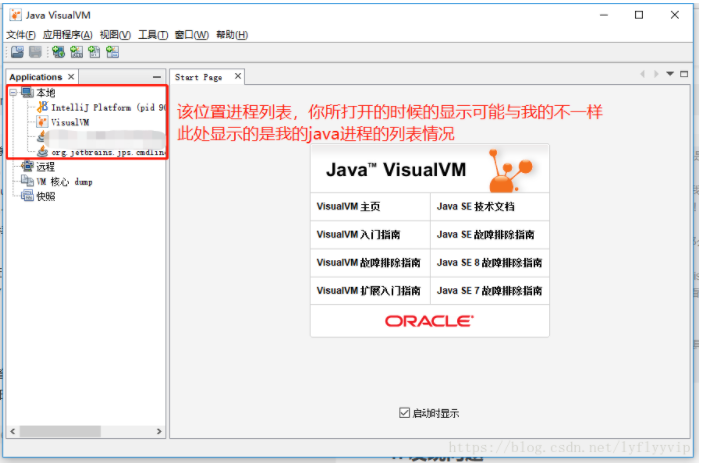 Java VisualVM
文件(F) 应用程序(A) 视图(V) 工具(T) 窗口(W) 帮助(H)
Applications
Start Page
本地
IntelliJ Platform (pid 90
VisualVM
org.jetbrains.jps.cmdline
远程
VM 核心 dump
快照
该位置进程列表，你所打开的时候的显示可能与我的不一样
此处显示的是我的java进程的列表情况
Java™ VisualVM
VisualVM 主页
Java SE 技术文档
VisualVM 入门指南
Java SE 故障排除指南
VisualVM 故障排除指南
Java SE 8 故障排除指南
VisualVM 扩展入门指南
Java SE 7 故障排除指南
ORACLE
启动时显示
https://blog.csdn.net/lyflyyvip